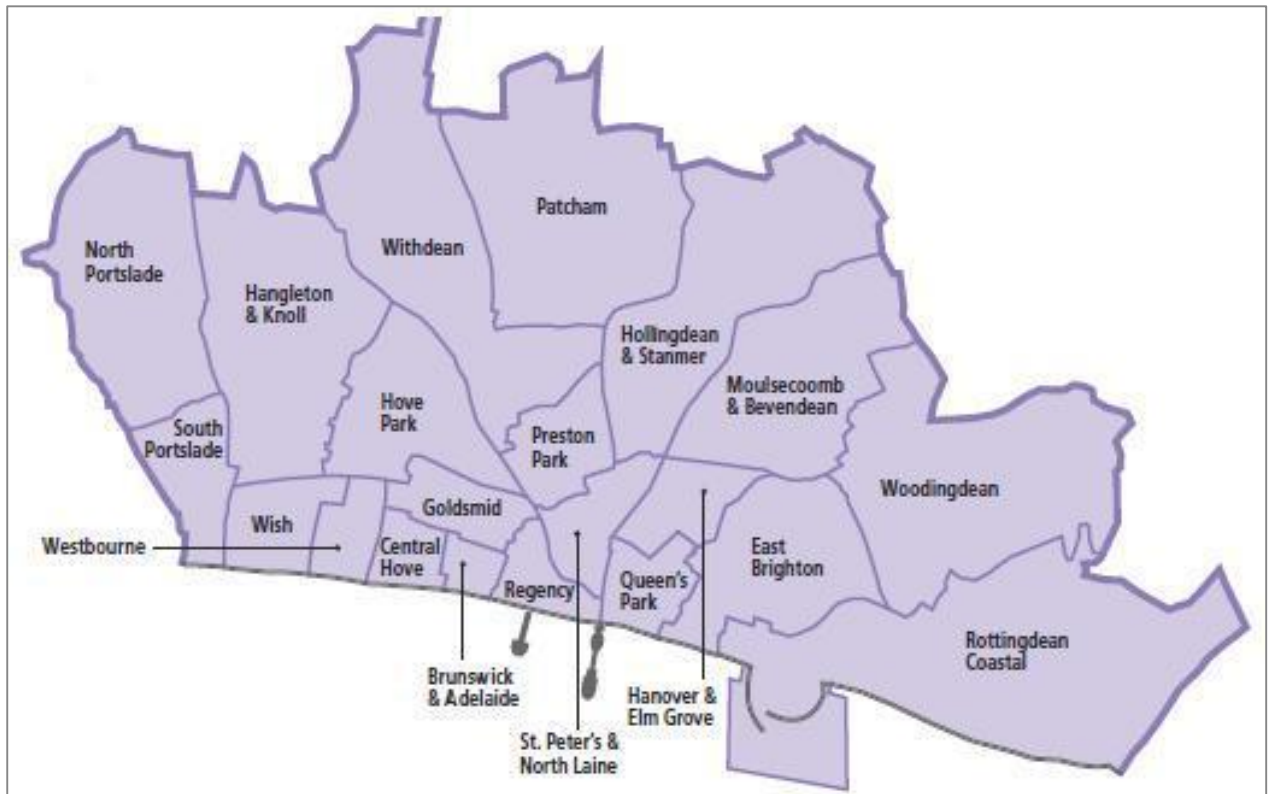 Patcham
Withdean
North
Portslade
Hangleton
& Knoll
Hollingdean
& Stanmer
Moulsecoomb
& Bevendean
Hove
Park
South
Portslade
Preston
Park
Woodingdean
Goldsmid
Wish
Westbourne
Central
Hove
East
Brighton
Regency
Queen's
Park
Rottingdean
Coastal
Brunswick
& Adelaide
Hanover &
Elm Grove
St. Peter's &
North Laine